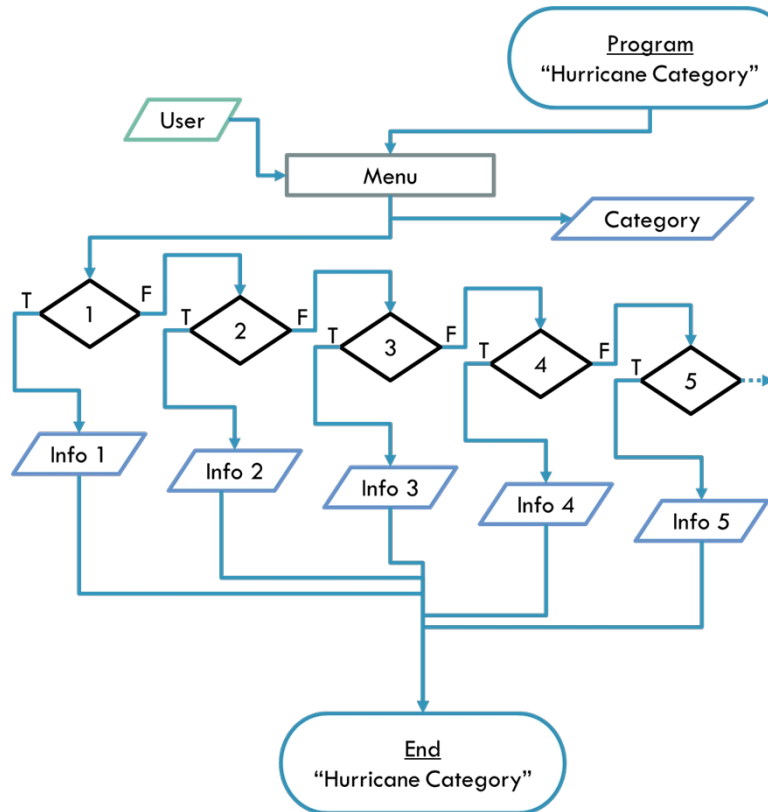 Program
“Hurricane Category”
User
Menu
Category
T
1
F
T
2
F
T
3
F
T
4
F
T
5
Info 1
Info 2
Info 3
Info 4
Info 5
End
“Hurricane Category”